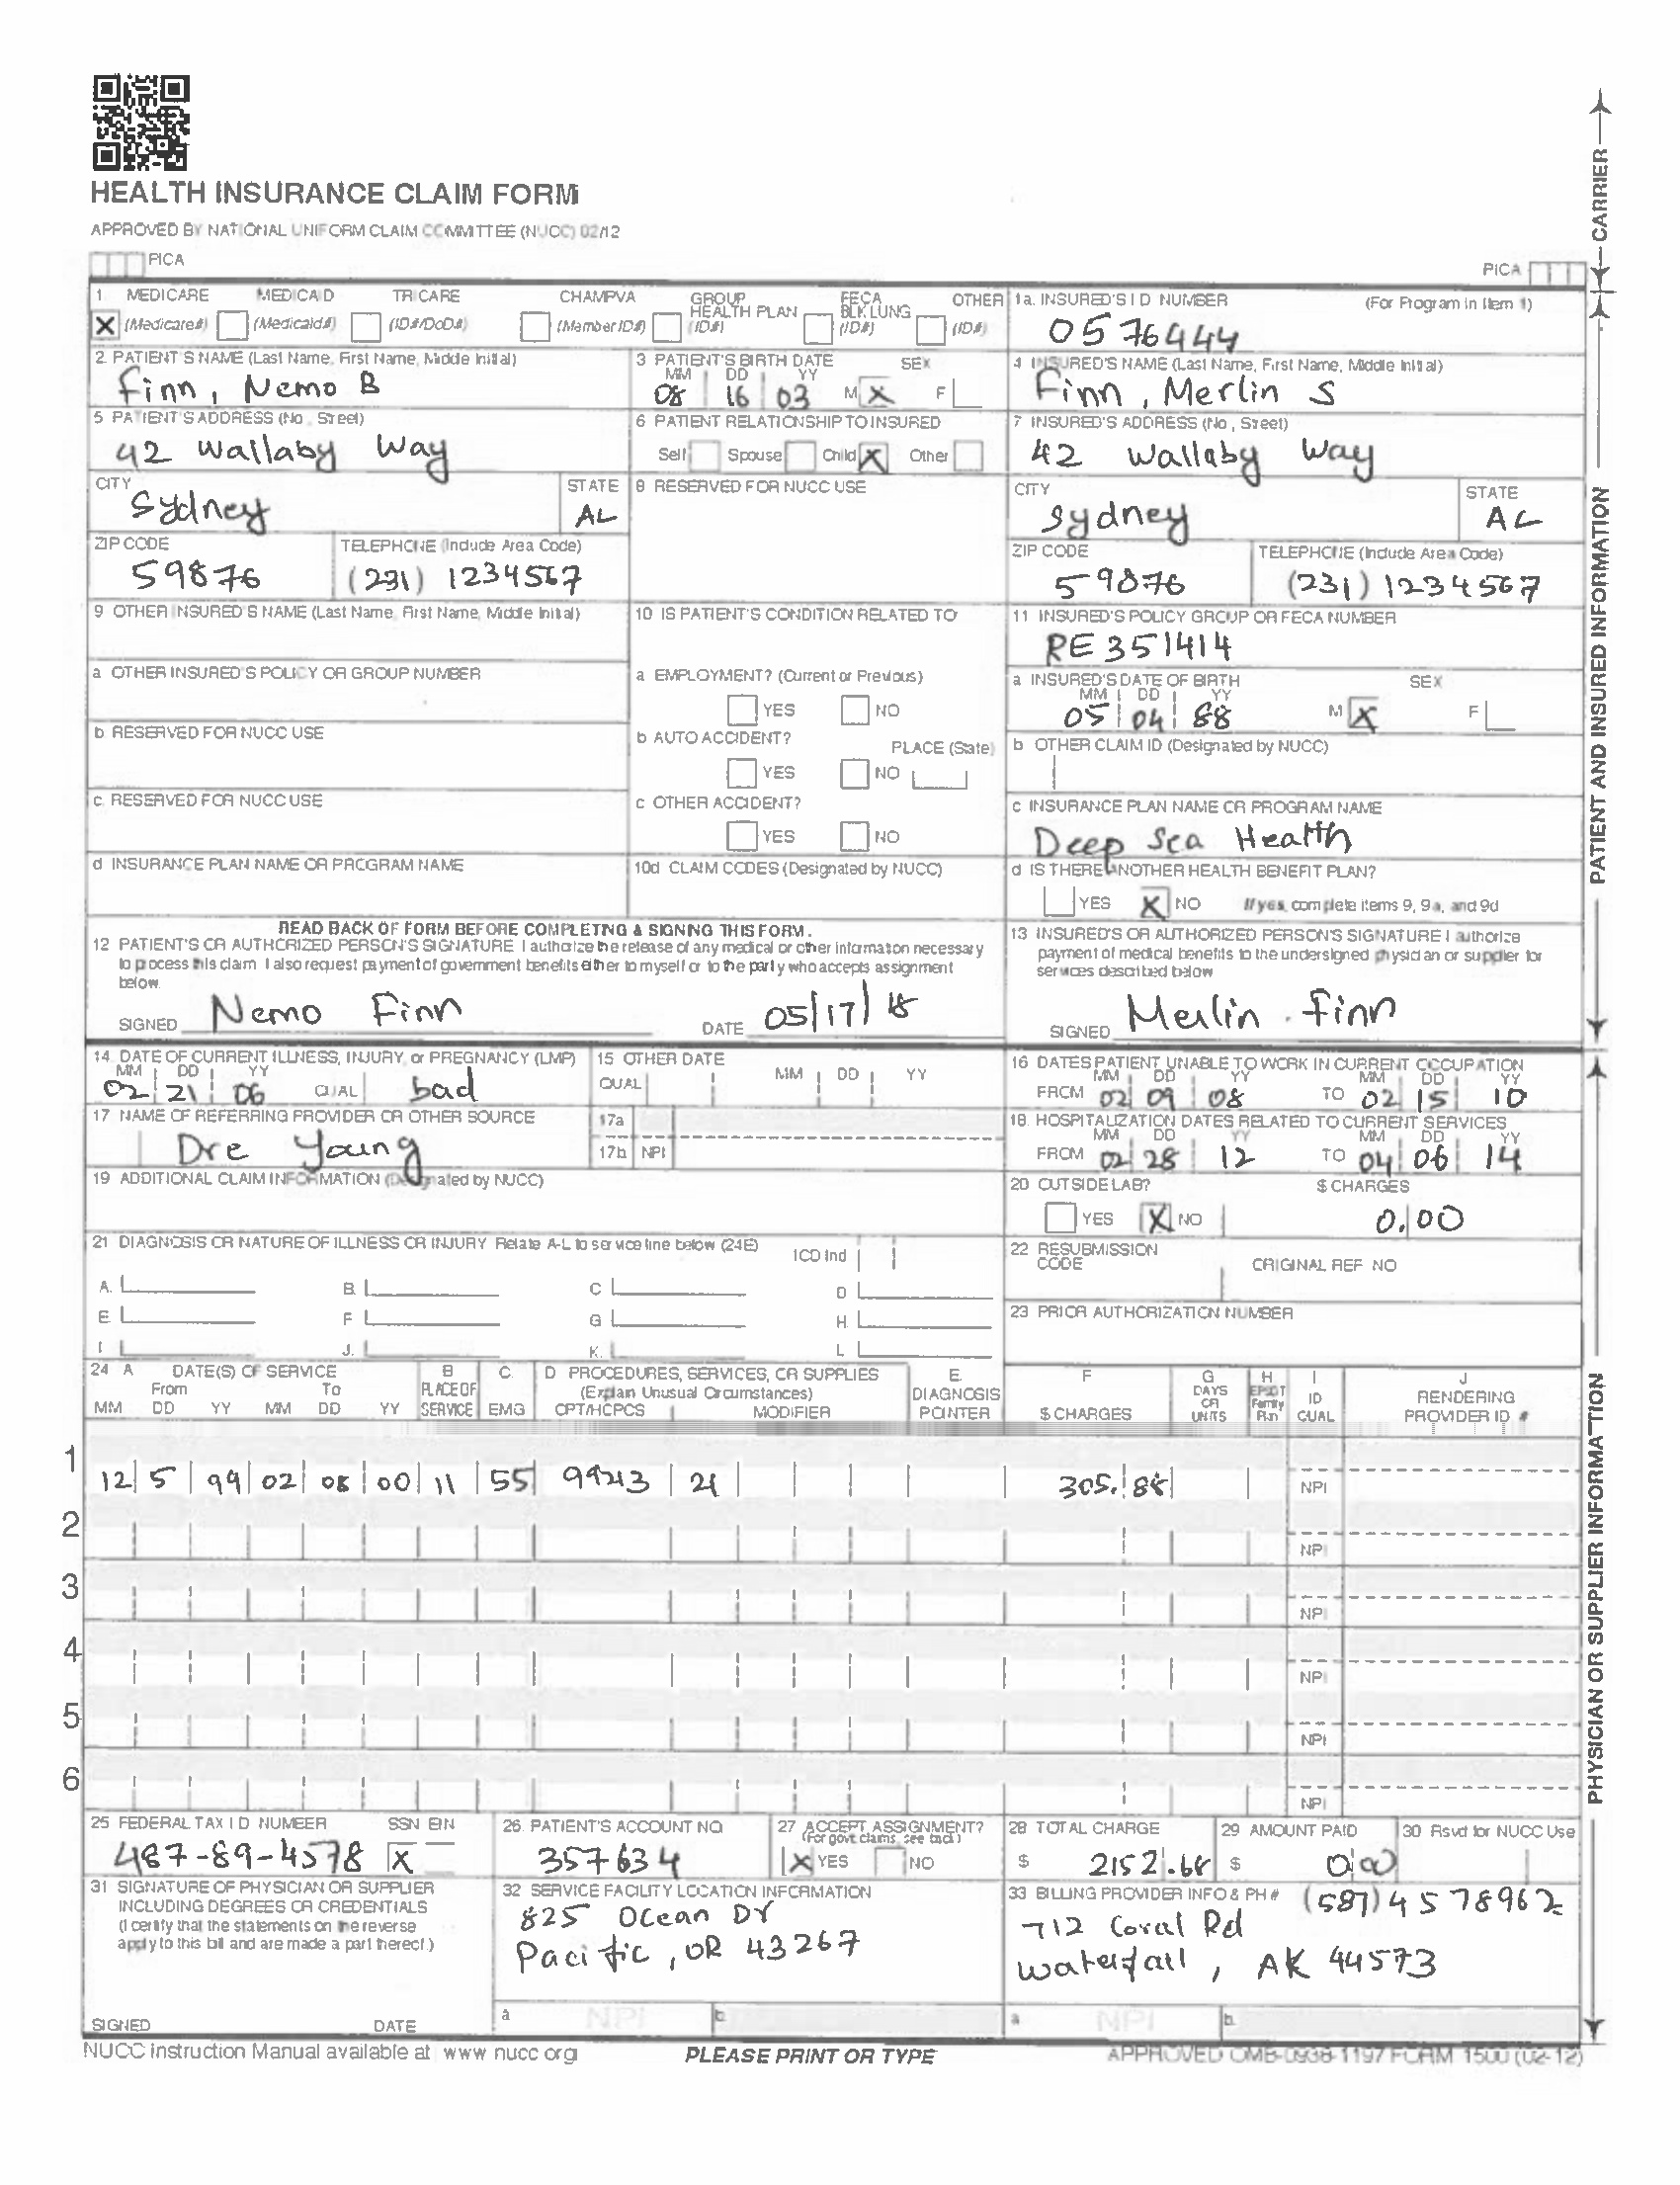 HEALTH INSURANCE CLAIM FORM
APPROVED BY NATIONAL UNIFORM CLAIM COMMITTEE (NUCC) 02/12
PICA
PICA
CARRIER
1 MEDICARE MEDICAID TRICARE CHAMPVA GROUP HEALTH PLAN FECA BLK LUNG OTHER
X (Medicare#) (Medicaid#) (ID#/DoD#) (Member ID#) (ID#) (ID#) (ID#)
1a. INSURED'S I D NUMBER (For Program in Item 1)
0576444
2. PATIENT'S NAME (Last Name, First Name, Middle Initial)
Finn, Nemo B
3 PATIENT'S BIRTH DATE SEX
MM DD YY
08 16 03 M X F
4 INSURED'S NAME (Last Name, First Name, Middle Initial)
Finn, Merlin S
5 PATIENT'S ADDRESS (No, Street)
42 Wallaby Way
6 PATIENT RELATIONSHIP TO INSURED
Self Spouse Child X Other
7 INSURED'S ADDRESS (No, Street)
42 Wallaby Way
CITY STATE
Sydney AL
8 RESERVED FOR NUCC USE
CITY STATE
Sydney AL
ZIP CODE TELEPHONE (Include Area Code)
59876 (231) 1234567
ZIP CODE TELEPHONE (Include Area Code)
59876 (231) 1234567
9 OTHER INSURED'S NAME (Last Name, First Name, Middle Initial)
10 IS PATIENT'S CONDITION RELATED TO
11 INSURED'S POLICY GROUP OR FECA NUMBER
RE 351414
a OTHER INSURED'S POLICY OR GROUP NUMBER
a EMPLOYMENT? (Current or Previous)
YES NO
a INSURED'S DATE OF BIRTH SEX
MM DD YY
05 04 88 M X F
b RESERVED FOR NUCC USE
b AUTO ACCIDENT? PLACE (State)
YES NO
b OTHER CLAIM ID (Designated by NUCC)
c. RESERVED FOR NUCC USE
c OTHER ACCIDENT?
YES NO
c INSURANCE PLAN NAME OR PROGRAM NAME
Deep Sea Health
d INSURANCE PLAN NAME OR PROGRAM NAME
10d CLAIM CODES (Designated by NUCC)
d IS THERE ANOTHER HEALTH BENEFIT PLAN?
YES X NO If yes, complete items 9, 9a, and 9d
READ BACK OF FORM BEFORE COMPLETING & SIGNING THIS FORM.
12 PATIENT'S OR AUTHORIZED PERSON'S SIGNATURE I authorize the release of any medical or other information necessary
to process this claim I also request payment of government benefits either to myself or to the party who accepts assignment
below
SIGNED Nemo Finn DATE 05/17/18
13 INSURED'S OR AUTHORIZED PERSON'S SIGNATURE I authorize
payment of medical benefits to the undersigned physician or supplier for
services described below
SIGNED Merlin Finn
PATIENT AND INSURED INFORMATION
14 DATE OF CURRENT ILLNESS, INJURY, or PREGNANCY (LMP)
MM DD YY
02 21 06 QUAL bad
15 OTHER DATE
QUAL MM DD YY
16 DATES PATIENT UNABLE TO WORK IN CURRENT OCCUPATION
MM DD YY MM DD YY
FROM 02 09 08 TO 02 15 10
17 NAME OF REFERRING PROVIDER OR OTHER SOURCE
Dre Young
17a
17b NPI
18. HOSPITALIZATION DATES RELATED TO CURRENT SERVICES
MM DD YY MM DD YY
FROM 02 28 12 TO 04 06 14
19 ADDITIONAL CLAIM INFORMATION (Designated by NUCC)
20 OUTSIDE LAB? $ CHARGES
YES X NO 0.00
21 DIAGNOSIS OR NATURE OF ILLNESS OR INJURY Relate A-L to service line below (24E) ICD Ind
A. B. C D
E F G H.
I J. K. L
22 RESUBMISSION CODE ORIGINAL REF NO
23 PRIOR AUTHORIZATION NUMBER
24 A DATE(S) OF SERVICE B C. D PROCEDURES, SERVICES, OR SUPPLIES E. F G H I J
From To PLACE OF (Explain Unusual Circumstances) DIAGNOSIS DAYS OR UNITS EPSDT Family Plan ID RENDERING
MM DD YY MM DD YY SERVICE EMG CPT/HCPCS MODIFIER POINTER $ CHARGES QUAL PROVIDER ID #
1
12 5 99 02 08 00 11 55 99213 21 305.88 NPI
2
NPI
3
NPI
4
NPI
5
NPI
6
NPI
25 FEDERAL TAX I D NUMBER SSN EIN
487-89-4578 X
26. PATIENT'S ACCOUNT NO
357634
27 ACCEPT ASSIGNMENT?
(For govt claims, see back)
X YES NO
28 TOTAL CHARGE
$ 2152.68
29 AMOUNT PAID
$ 0 00
30 Rsvd for NUCC Use
31 SIGNATURE OF PHYSICIAN OR SUPPLIER
INCLUDING DEGREES OR CREDENTIALS
(I certify that the statements on the reverse
apply to this bill and are made a part thereof.)
SIGNED DATE
32 SERVICE FACILITY LOCATION INFORMATION
825 Ocean Dr
Pacific, OR 43267
a NPI b
33 BILLING PROVIDER INFO & PH # (587) 4578962
712 Coral Rd
Waterfall, AK 44573
a NPI b.
PHYSICIAN OR SUPPLIER INFORMATION
NUCC Instruction Manual available at www nucc org
PLEASE PRINT OR TYPE
APPROVED OMB-0938-1197 FORM 1500 (02-12)